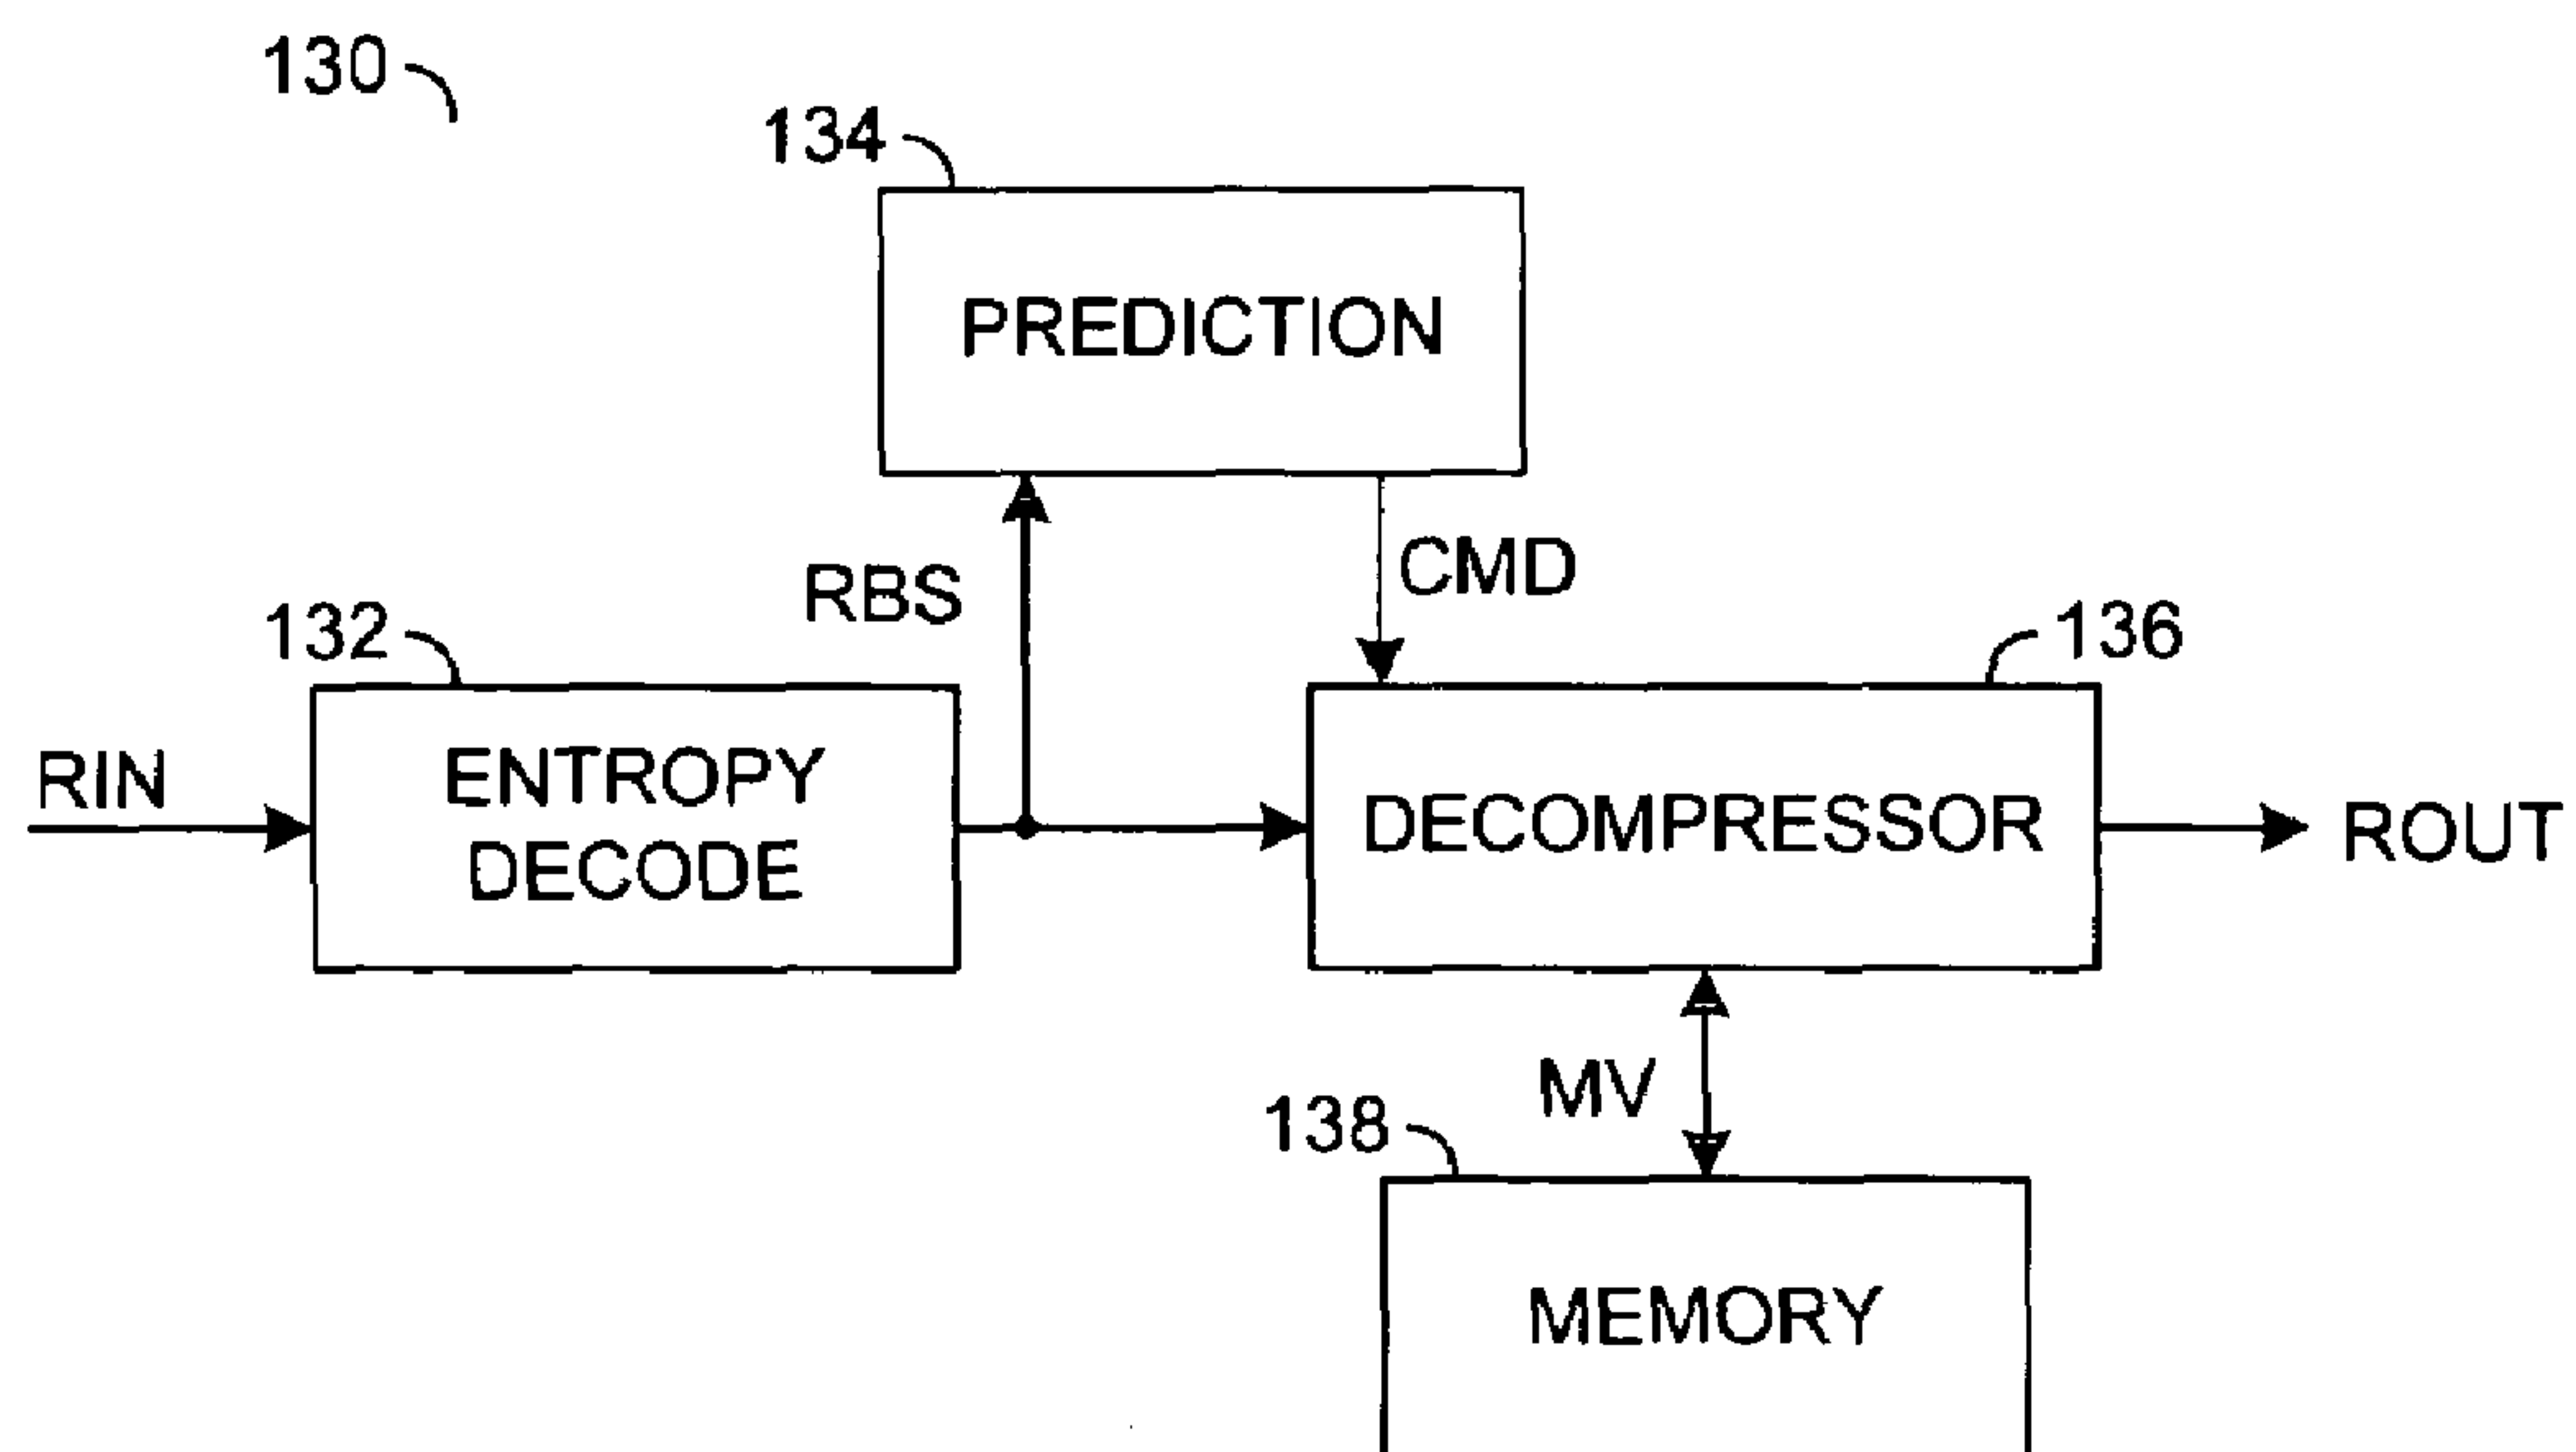 130
134
PREDICTION
RBS
CMD
132
136
RIN
ENTROPY
DECODE
DECOMPRESSOR
ROUT
MV
138
MEMORY